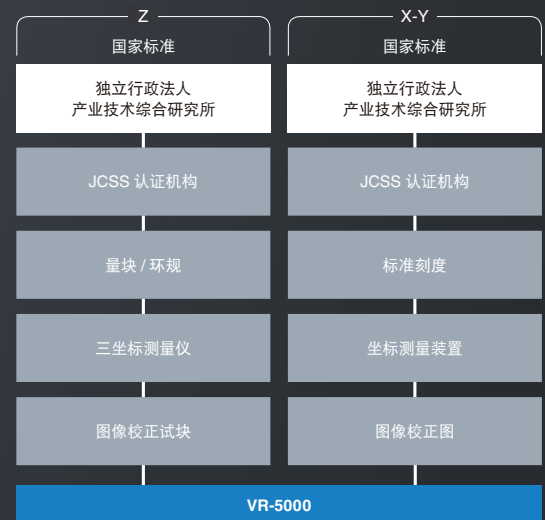 Z
国家标准
独立行政法人
产业技术综合研究所
JCSS 认证机构
量块 / 环规
三坐标测量仪
图像校正试块
X-Y
国家标准
独立行政法人
产业技术综合研究所
JCSS 认证机构
标准刻度
坐标测量装置
图像校正图
VR-5000